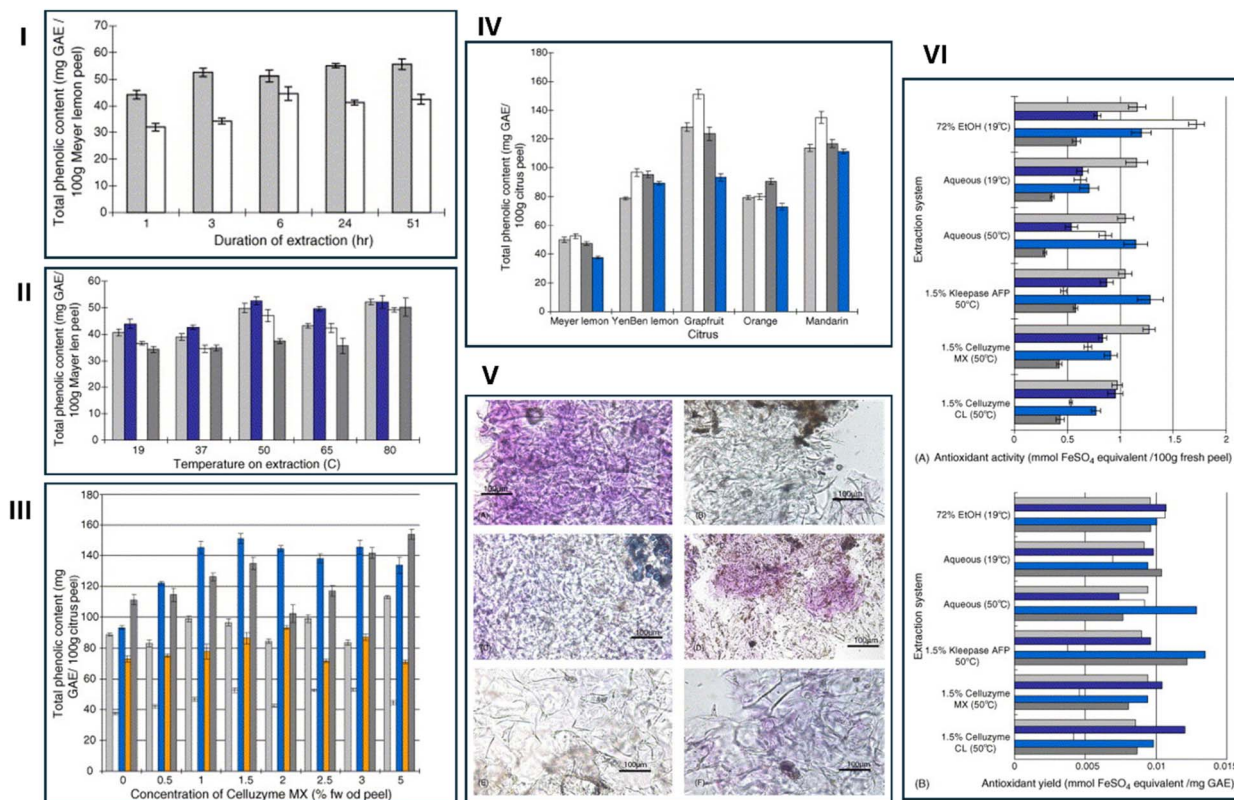 I
Total phenolic content (mg GAE /
100g Meyer lemon peel)
70
60
50
40
30
20
10
0
1 3 6 24 51
Duration of extraction (hr)
II
Total phenolic content (mg GAE/
100g Mayer len peel)
60
50
40
30
20
10
0
19 37 50 65 80
Temperature on extraction (C)
III
Total phenolic content (mg
GAE/ 100g citrus peel)
180
160
140
120
100
80
60
40
20
0
0 0.5 1 1.5 2 2.5 3 5
Concentration of Celluzyme MX (% fw od peel)
IV
Total phenolic content (mg GAE/
100g citrus peel)
180
160
140
120
100
80
60
40
20
0
Meyer lemon YenBen lemon Grapfruit Orange Mandarin
Citrus
V
100μm
(A)
100μm
(B)
100μm
100μm
(D)
100μm
(E)
100μm
(F)
VI
Extraction system
72% EtOH (19°C)
Aqueous (19°C)
Aqueous (50°C)
1.5% Kleepase AFP
50°C)
1.5% Celluzyme
MX (50°C)
1.5% Celluzyme
CL (50°C)
0 0.5 1 1.5 2
(A) Antioxidant activity (mmol FeSO4 equivalent /100g fresh peel)
Extraction system
72% EtOH (19°C)
Aqueous (19°C)
Aqueous (50°C)
1.5% Kleepase AFP
50°C)
1.5% Celluzyme
MX (50°C)
1.5% Celluzyme
CL (50°C)
0 0.005 0.01 0.015
(B) Antioxidant yield (mmol FeSO4 equivalent /mg GAE)